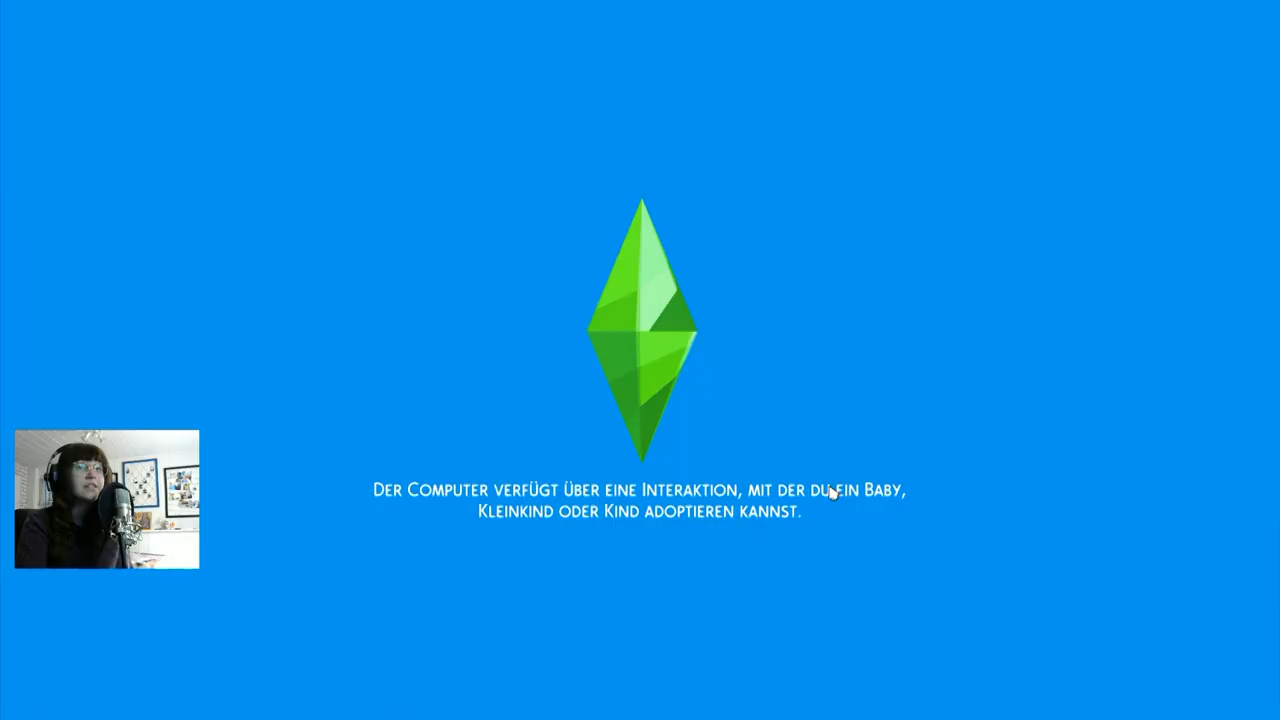 Der Computer verfügt über eine Interaktion, mit der du ein Baby,
Kleinkind oder Kind adoptieren kannst.